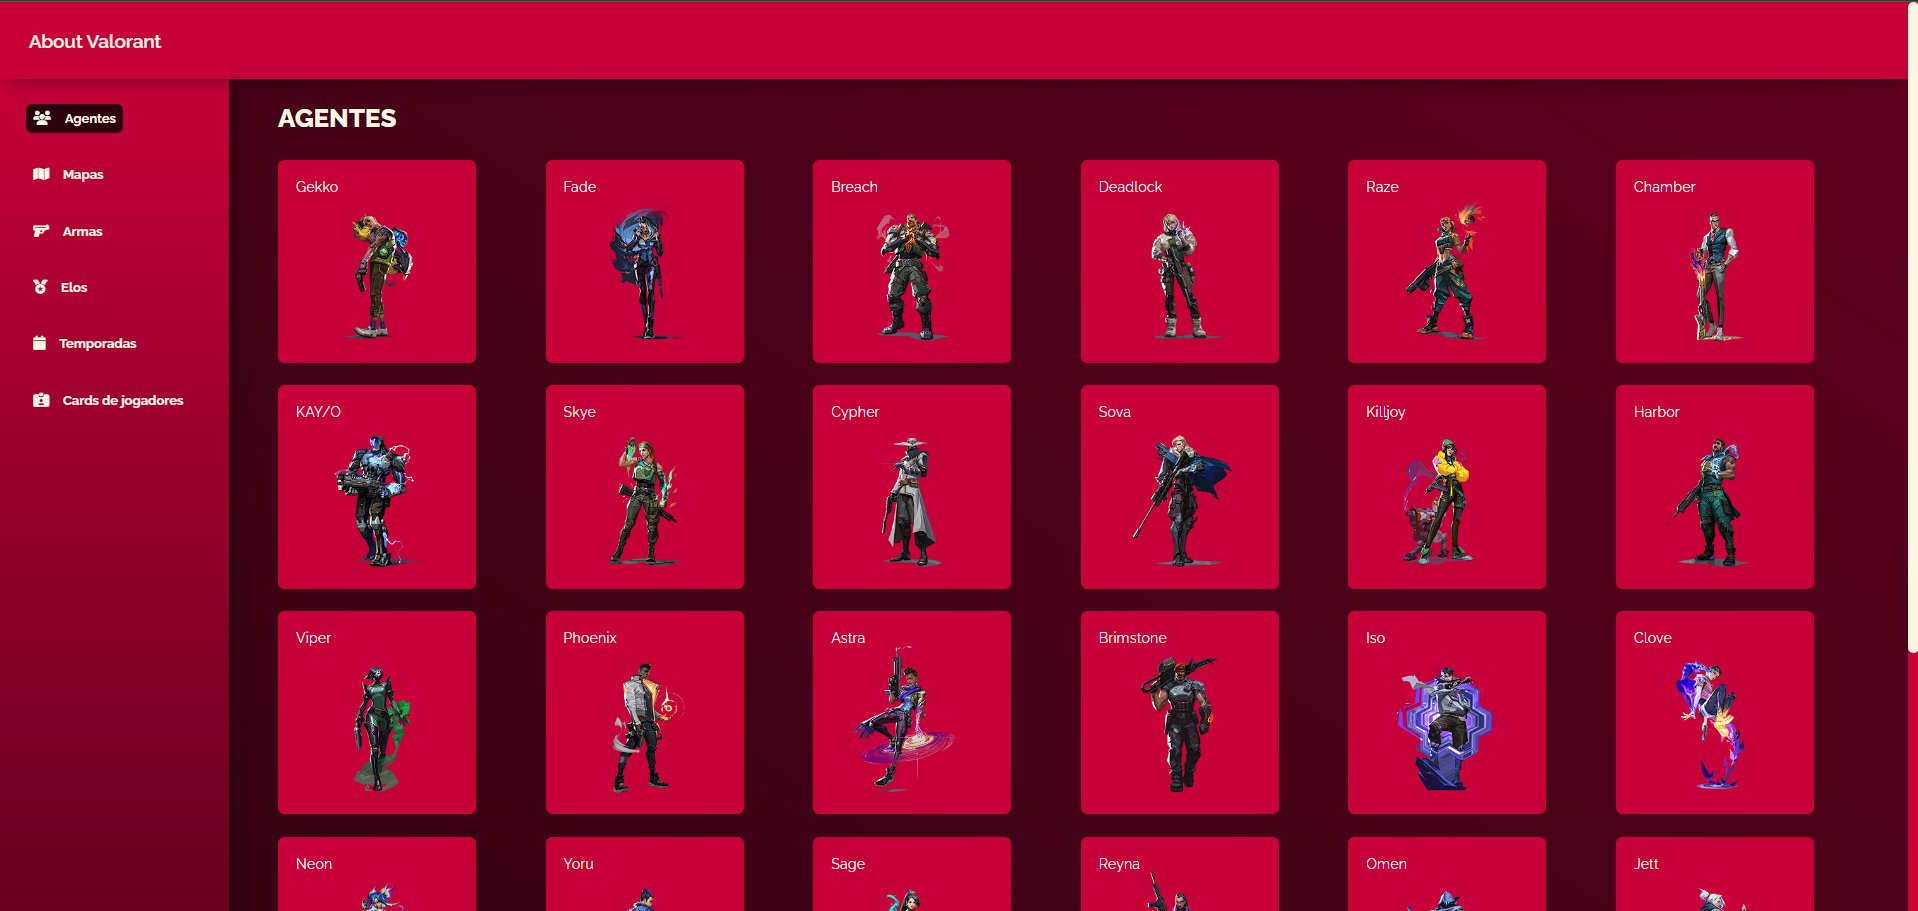 About Valorant
Agentes
Mapas
Armas
Elos
Temporadas
Cards de jogadores
AGENTES
Gekko
Fade
Breach
Deadlock
Raze
Chamber
KAY/O
Skye
Cypher
Sova
Killjoy
Harbor
Viper
Phoenix
Astra
Brimstone
Iso
Clove
Neon
Yoru
Sage
Reyna
Omen
Jett